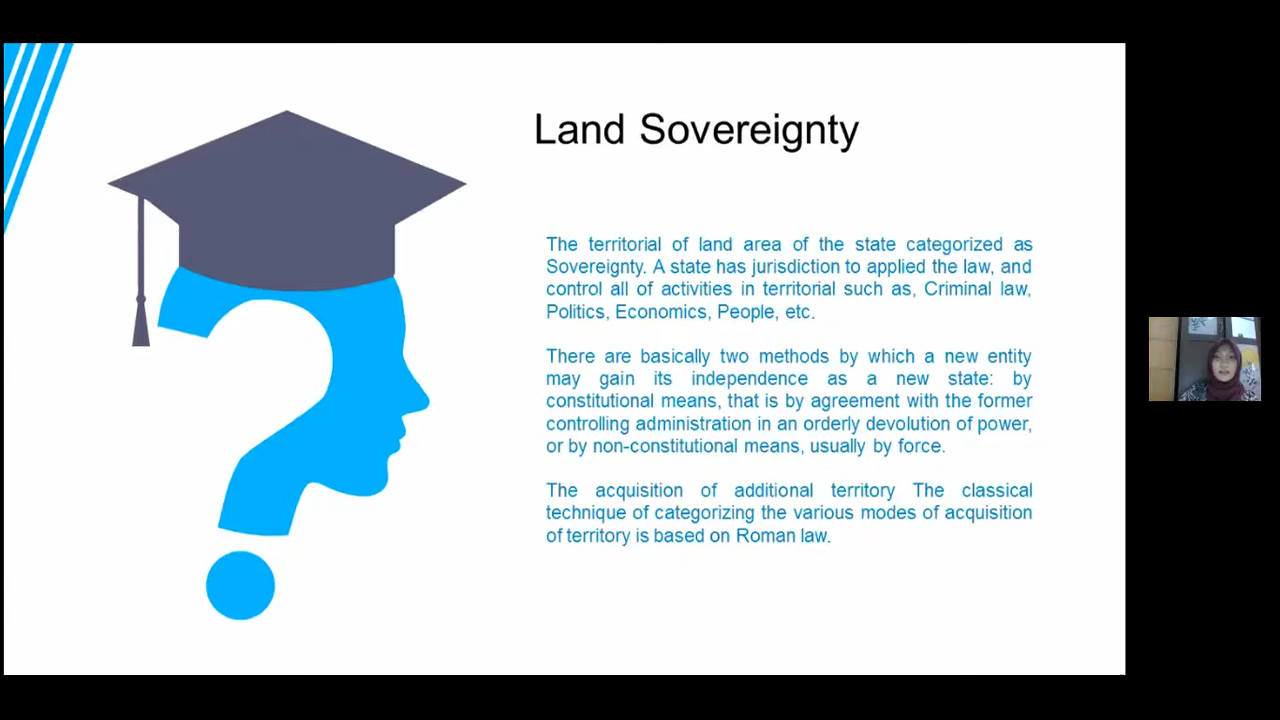 Land Sovereignty
The territorial of land area of the state categorized as
Sovereignty. A state has jurisdiction to applied the law, and
control all of activities in territorial such as, Criminal law,
Politics, Economics, People, etc.
There are basically two methods by which a new entity
may gain its independence as a new state: by
constitutional means, that is by agreement with the former
controlling administration in an orderly devolution of power,
or by non-constitutional means, usually by force.
The acquisition of additional territory The classical
technique of categorizing the various modes of acquisition
of territory is based on Roman law.